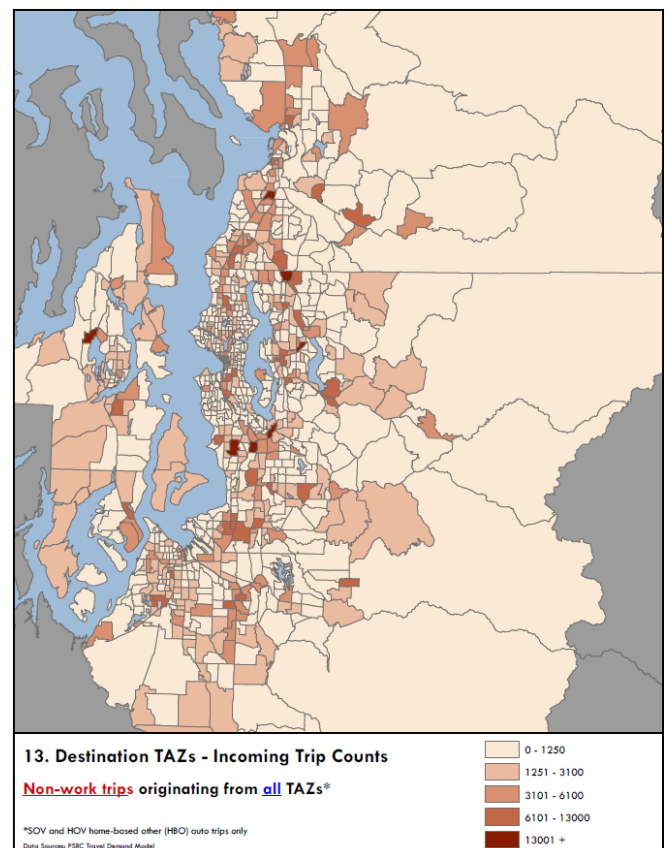 13. Destination TAZs - Incoming Trip Counts
Non-work trips originating from all TAZs*
*SOV and HOV home-based other (HBO) auto trips only
Data Sources: PSRC Travel Demand Model
0 - 1250
1251 - 3100
3101 - 6100
6101 - 13000
13001 +